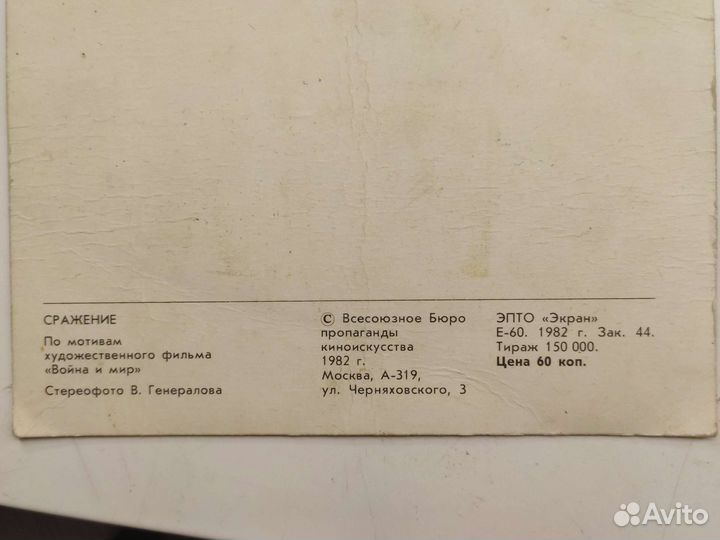 СРАЖЕНИЕ
По мотивам
художественного фильма
«Война и мир»
Стереофото В. Генералова
© Всесоюзное Бюро
пропаганды
киноискусства
1982 г.
Москва, А-319,
ул. Черняховского, 3
ЭПТО «Экран»
Е-60. 1982 г. Зак. 44.
Тираж 150 000.
Цена 60 коп.
Avito